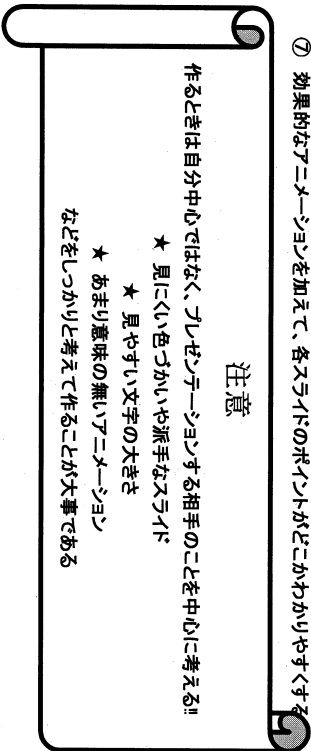 ⑦ 効果的なアニメーションを加えて、各スライドのポイントがどこかわかりやすくする
注意
作るときは自分中心ではなく、プレゼンテーションする相手のことを中心に考える!!
★ 見にくい色づかいや派手なスライド
★ 見やすい文字の大きさ
★ あまり意味の無いアニメーション
などをしっかりと考えて作ることが大事である